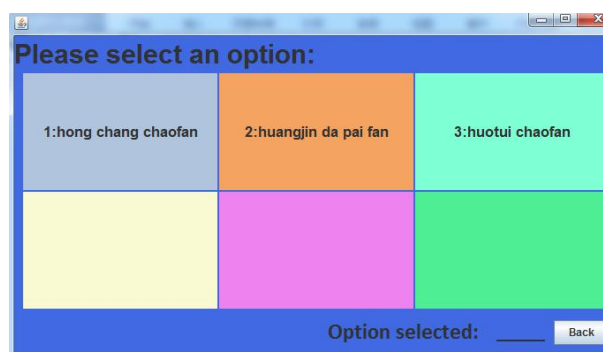 Please select an option:
1:hong chang chaofan
2:huangjin da pai fan
3:huotui chaofan
Option selected: ____
Back